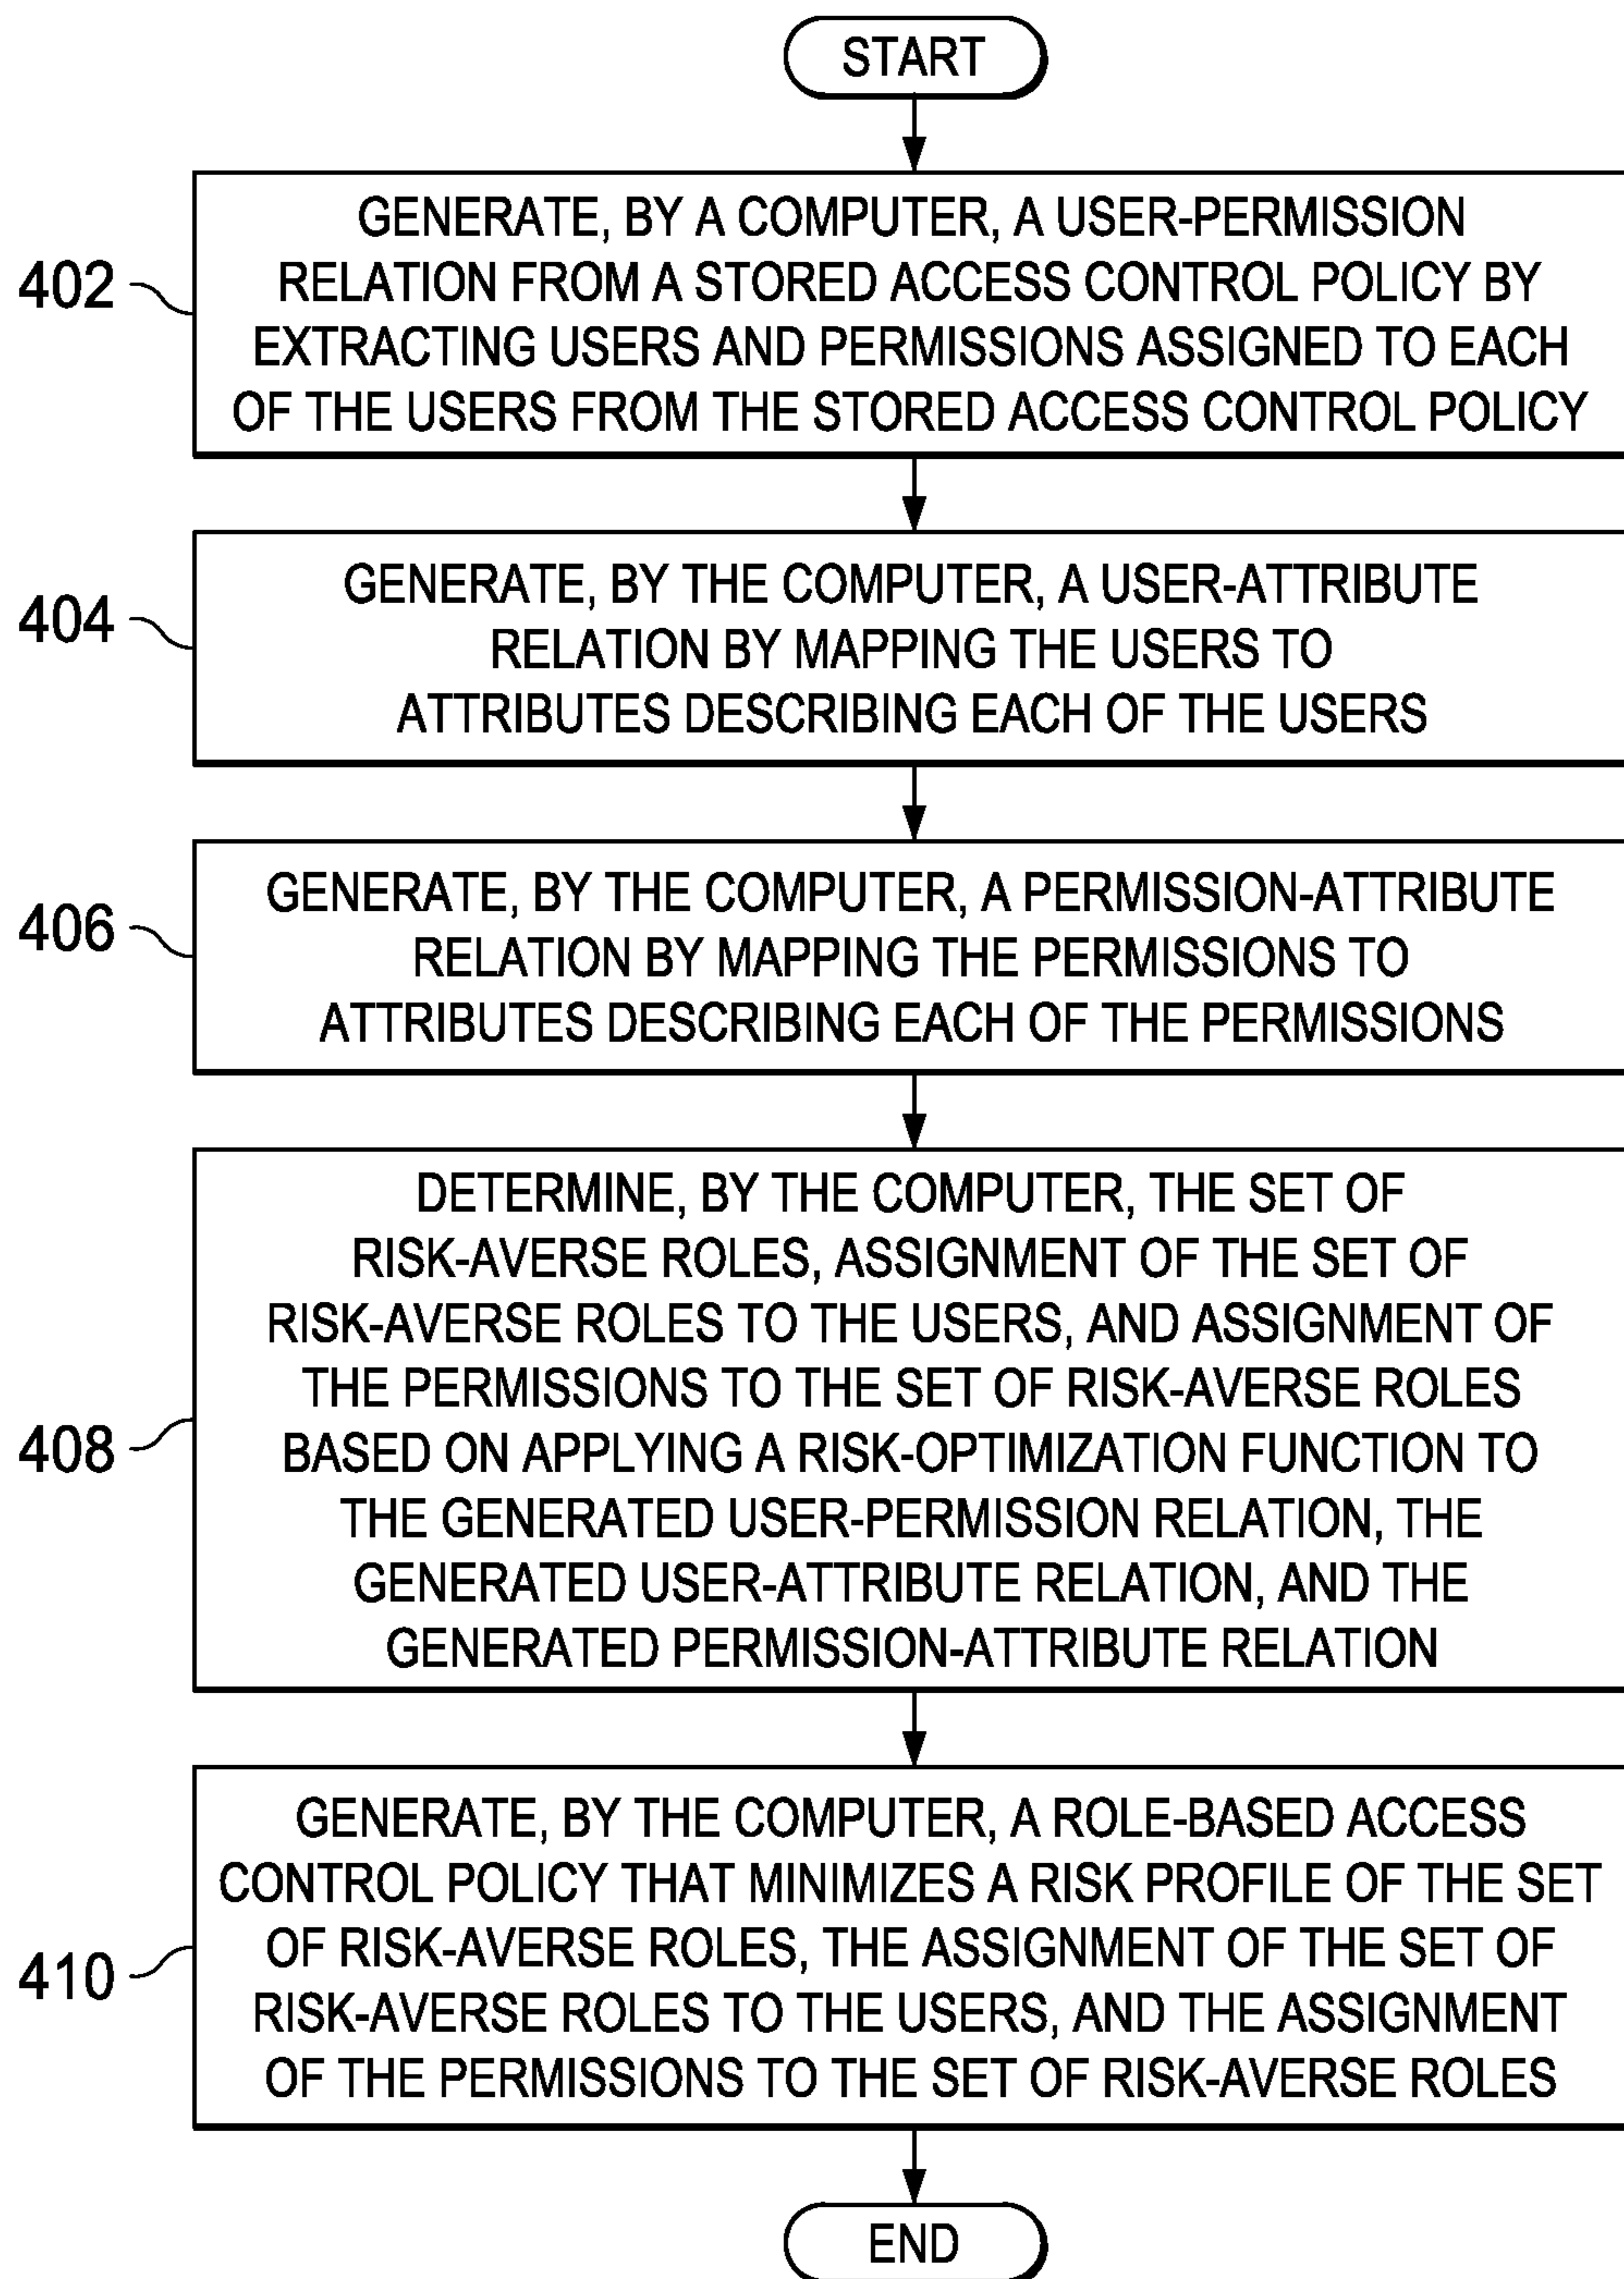 START
402
GENERATE, BY A COMPUTER, A USER-PERMISSION
RELATION FROM A STORED ACCESS CONTROL POLICY BY
EXTRACTING USERS AND PERMISSIONS ASSIGNED TO EACH
OF THE USERS FROM THE STORED ACCESS CONTROL POLICY
404
GENERATE, BY THE COMPUTER, A USER-ATTRIBUTE
RELATION BY MAPPING THE USERS TO
ATTRIBUTES DESCRIBING EACH OF THE USERS
406
GENERATE, BY THE COMPUTER, A PERMISSION-ATTRIBUTE
RELATION BY MAPPING THE PERMISSIONS TO
ATTRIBUTES DESCRIBING EACH OF THE PERMISSIONS
408
DETERMINE, BY THE COMPUTER, THE SET OF
RISK-AVERSE ROLES, ASSIGNMENT OF THE SET OF
RISK-AVERSE ROLES TO THE USERS, AND ASSIGNMENT OF
THE PERMISSIONS TO THE SET OF RISK-AVERSE ROLES
BASED ON APPLYING A RISK-OPTIMIZATION FUNCTION TO
THE GENERATED USER-PERMISSION RELATION, THE
GENERATED USER-ATTRIBUTE RELATION, AND THE
GENERATED PERMISSION-ATTRIBUTE RELATION
410
GENERATE, BY THE COMPUTER, A ROLE-BASED ACCESS
CONTROL POLICY THAT MINIMIZES A RISK PROFILE OF THE SET
OF RISK-AVERSE ROLES, THE ASSIGNMENT OF THE SET OF
RISK-AVERSE ROLES TO THE USERS, AND THE ASSIGNMENT
OF THE PERMISSIONS TO THE SET OF RISK-AVERSE ROLES
END